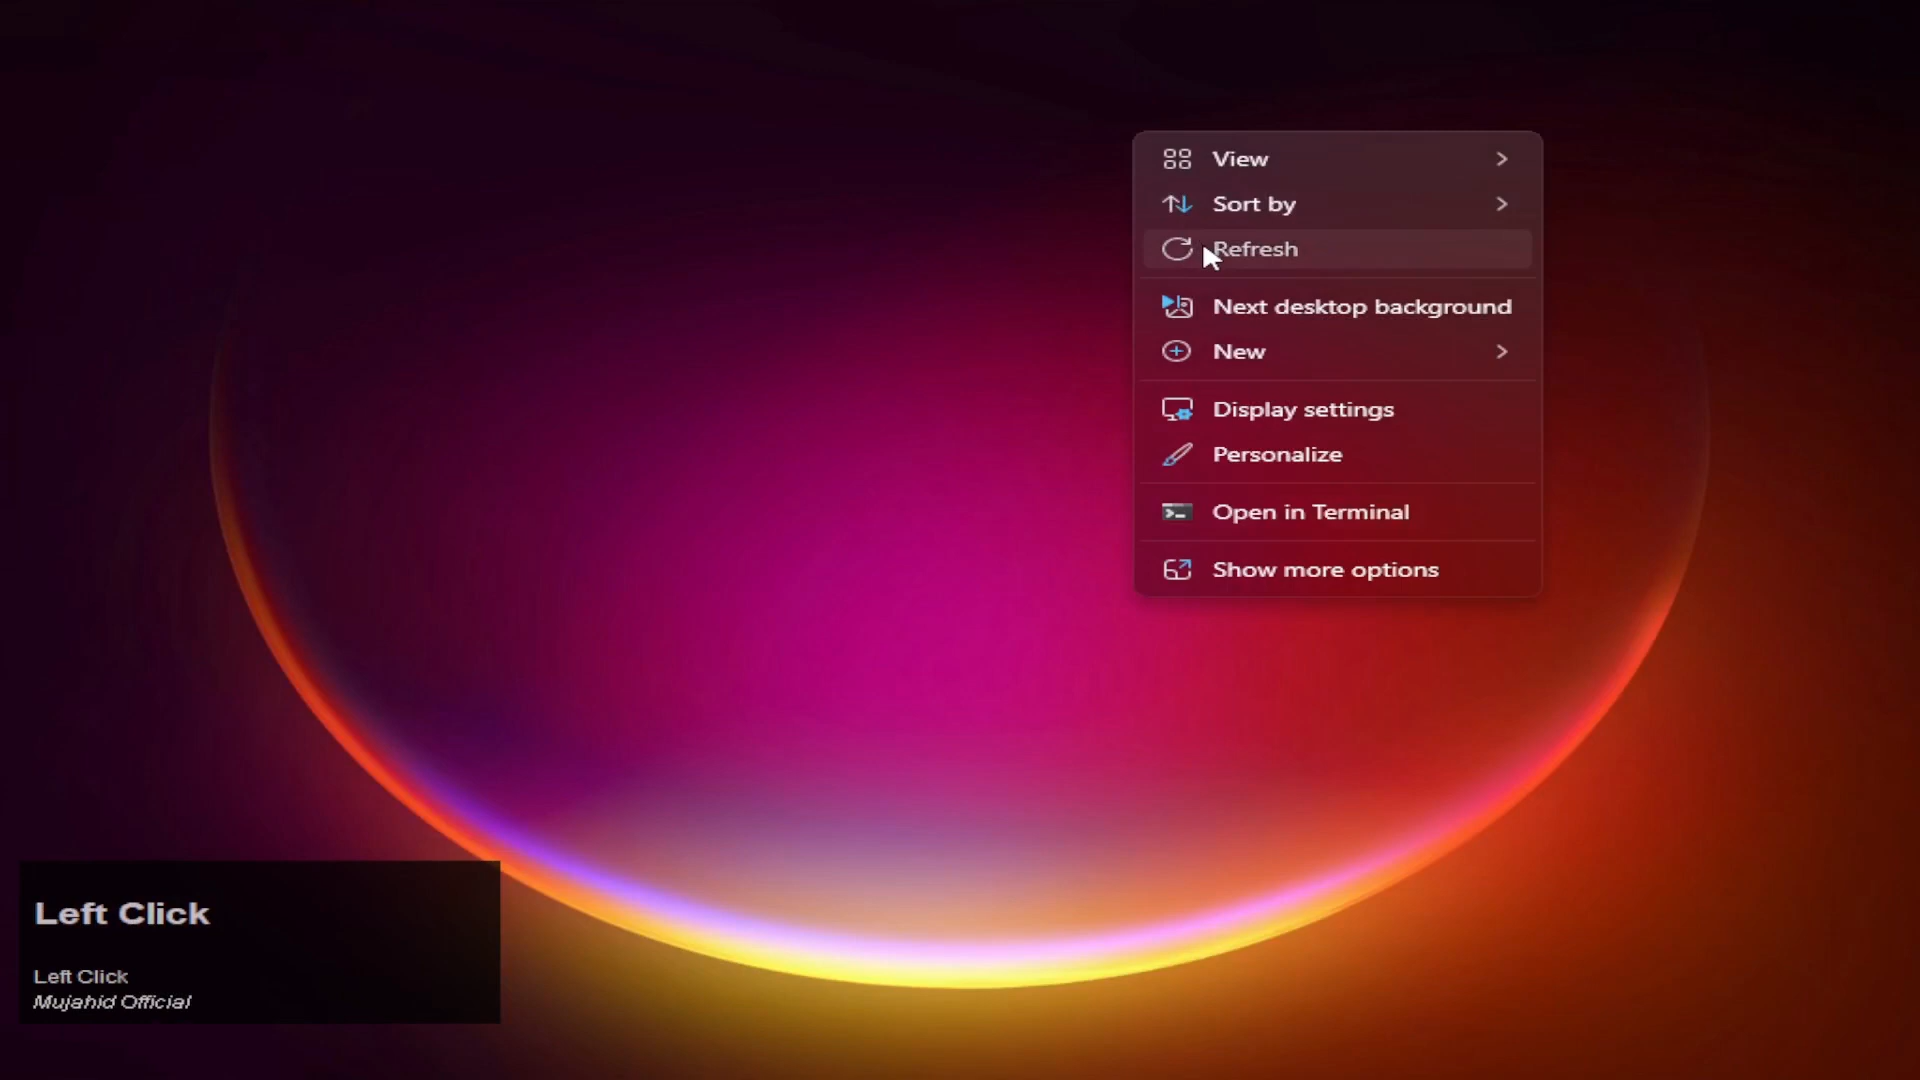 View
Sort by
Refresh
Next desktop background
New
Display settings
Personalize
Open in Terminal
Show more options
Left Click
Left Click
Mujahid Official